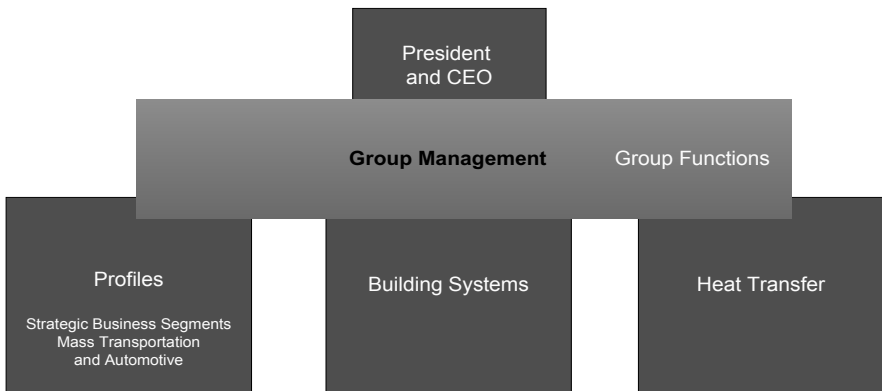 President
and CEO
Group Management
Group Functions
Profiles
Strategic Business Segments
Mass Transportation
and Automotive
Building Systems
Heat Transfer